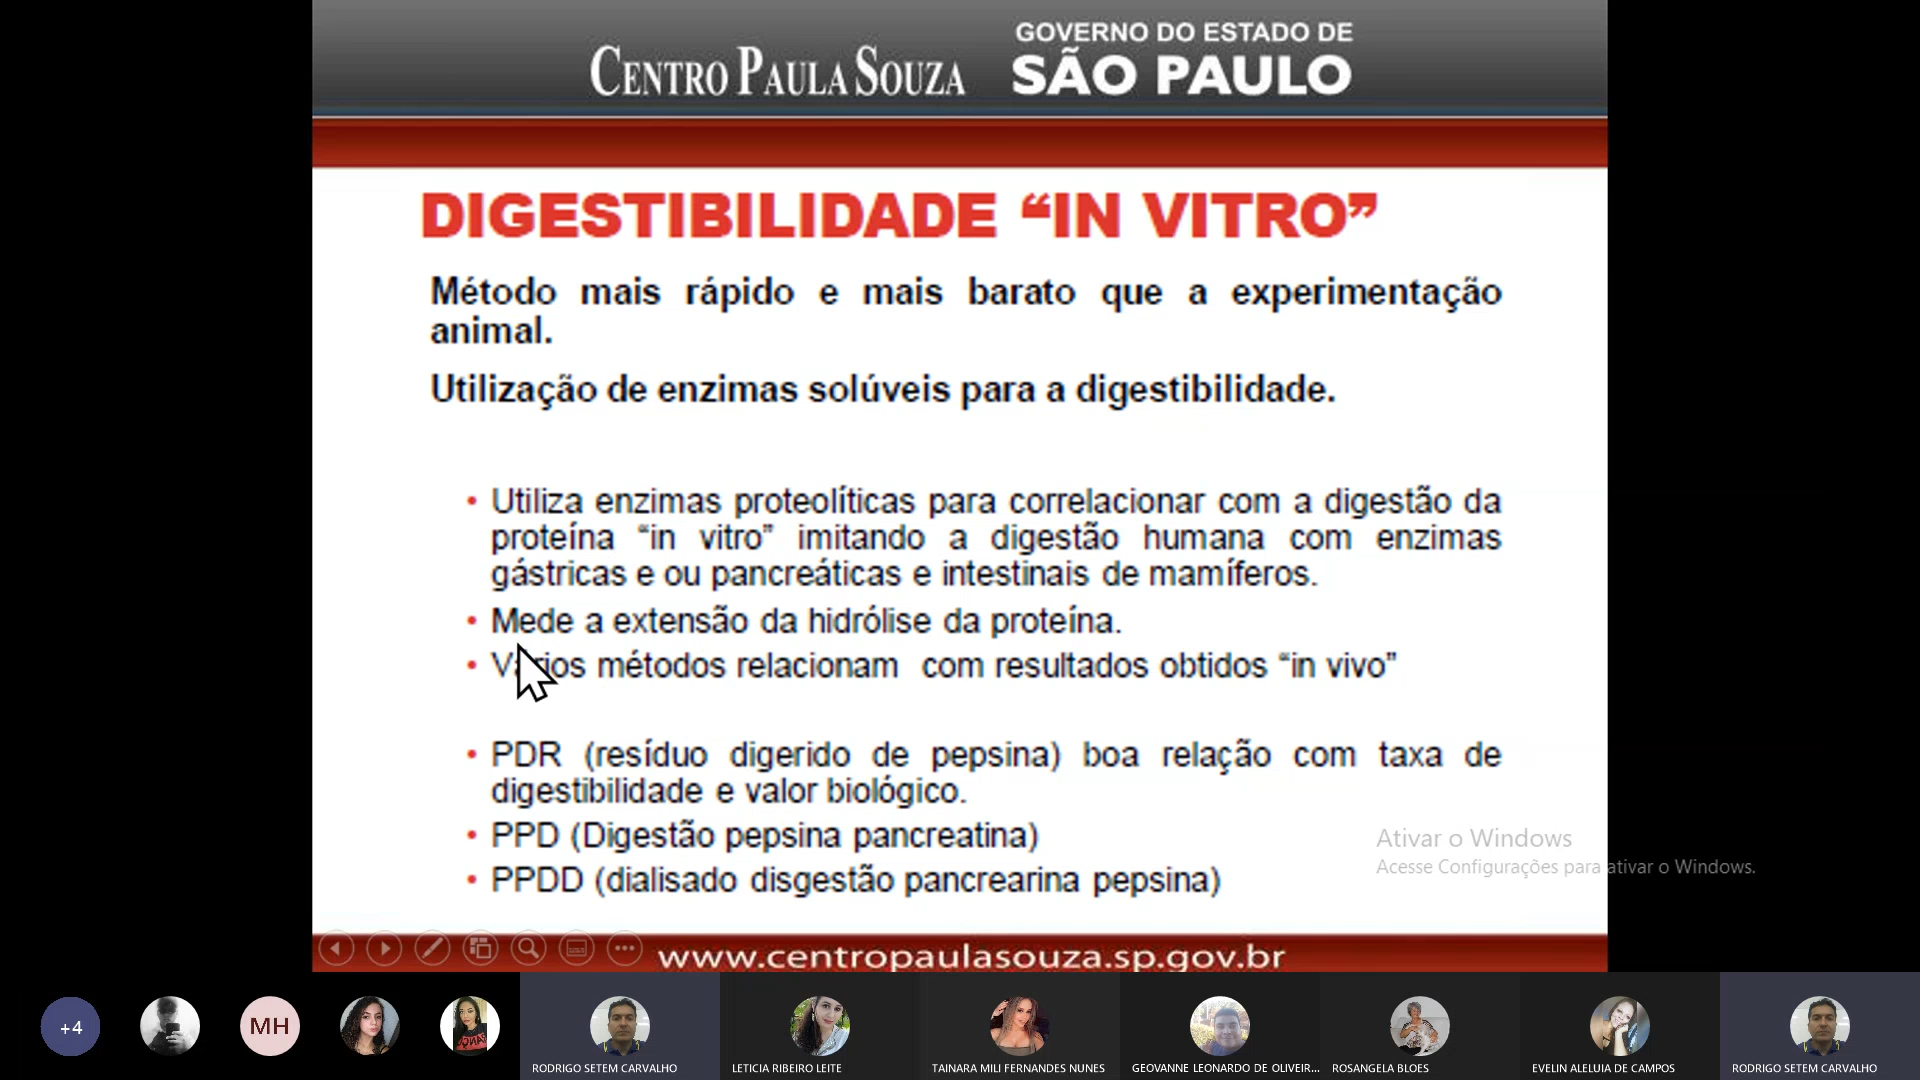 CENTRO PAULA SOUZA
GOVERNO DO ESTADO DE
SÃO PAULO
DIGESTIBILIDADE “IN VITRO”
Método mais rápido e mais barato que a experimentação
animal.
Utilização de enzimas solúveis para a digestibilidade.
• Utiliza enzimas proteolíticas para correlacionar com a digestão da
proteína “in vitro” imitando a digestão humana com enzimas
gástricas e ou pancreáticas e intestinais de mamíferos.
• Mede a extensão da hidrólise da proteína.
• Vários métodos relacionam com resultados obtidos “in vivo”
• PDR (resíduo digerido de pepsina) boa relação com taxa de
digestibilidade e valor biológico.
• PPD (Digestão pepsina pancreatina)
• PPDD (dialisado disgestão pancrearina pepsina)
Ativar o Windows
Acesse Configurações para ativar o Windows.
www.centropaulasouza.sp.gov.br
+4
MH
RODRIGO SETEM CARVALHO
LETICIA RIBEIRO LEITE
TAINARA MILI FERNANDES NUNES
GEOVANNE LEONARDO DE OLIVEIR...
ROSANGELA BLOES
EVELIN ALELUIA DE CAMPOS
RODRIGO SETEM CARVALHO